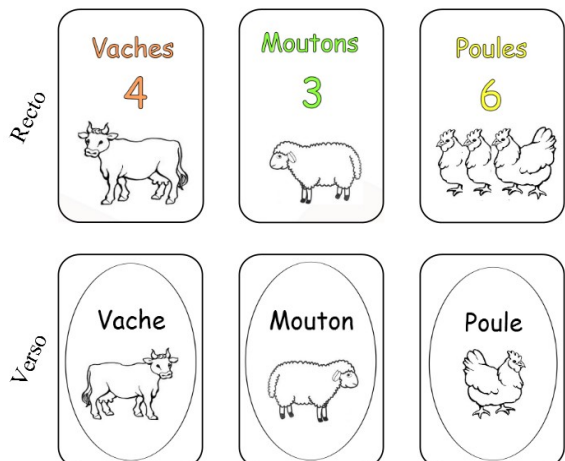 Recto
Vaches
4
Moutons
3
Poules
6
Verso
Vache
Mouton
Poule